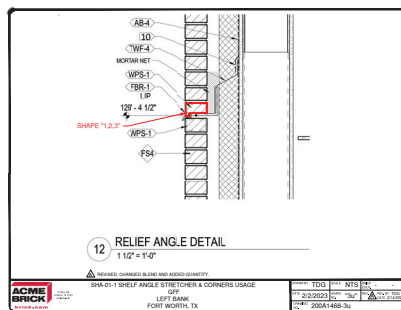 AB-4
10
TWF-4
MORTAR NET
WPS-1
FBR-1
LIP
129' - 4 1/2"
SHAPE "1,2,3"
WPS-1
FS4
12 RELIEF ANGLE DETAIL
1 1/2" = 1'-0"
REVISED, CHANGED BLEND AND ADDED QUANTITY.
ACME
BRICK
brick.com
SHA-01-1 SHELF ANGLE STRETCHER & CORNERS USAGE
GFF
LEFT BANK
FORT WORTH, TX
TDG
NTS
2/2/2023
"3u"
200A1468-3u